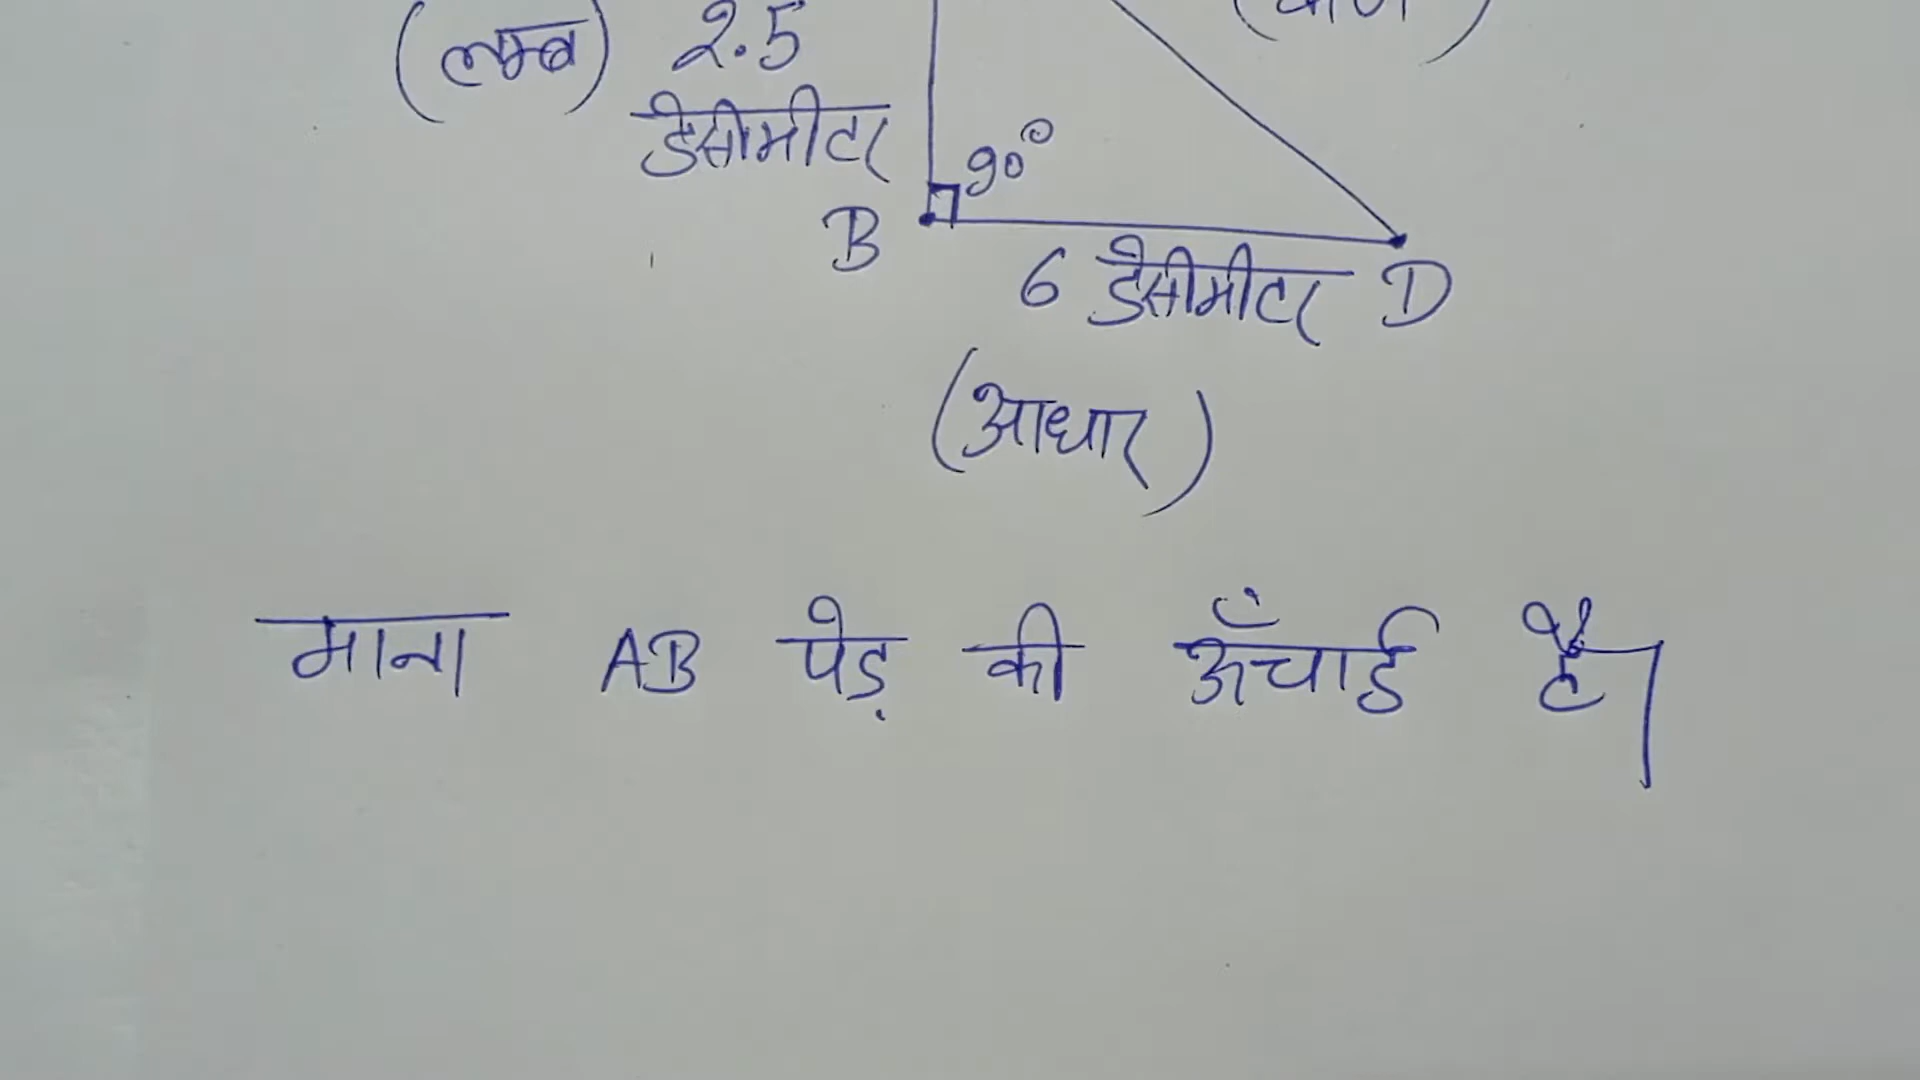 (लम्ब) 2.5
डेसीमीटर
90°
B
6 डेसीमीटर D
(आधार)
माना AB पेड़ की ऊँचाई है।